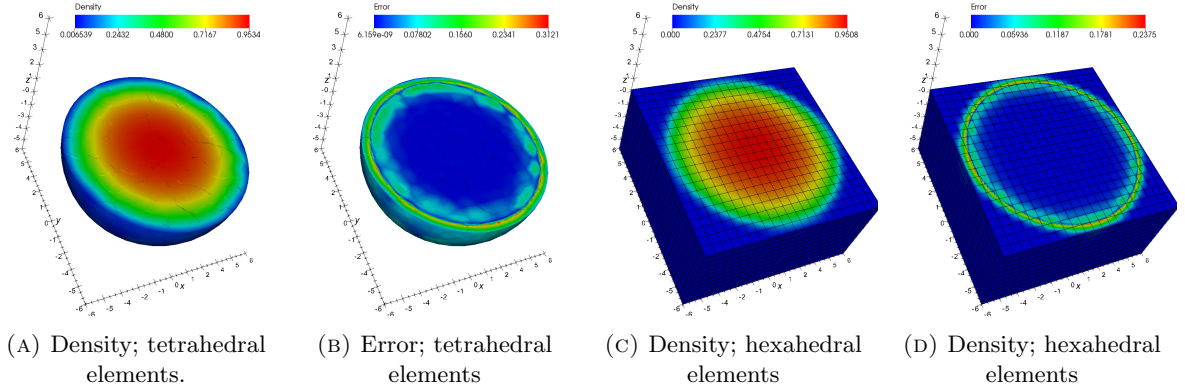 Density
0.006539 0.2432 0.4800 0.7167 0.9534
Error
6.159e-09 0.07802 0.1560 0.2341 0.3121
Density
0.000 0.2377 0.4754 0.7131 0.9508
Error
0.000 0.05936 0.1187 0.1781 0.2375
(A) Density; tetrahedral
elements.
(B) Error; tetrahedral
elements
(C) Density; hexahedral
elements
(D) Density; hexahedral
elements